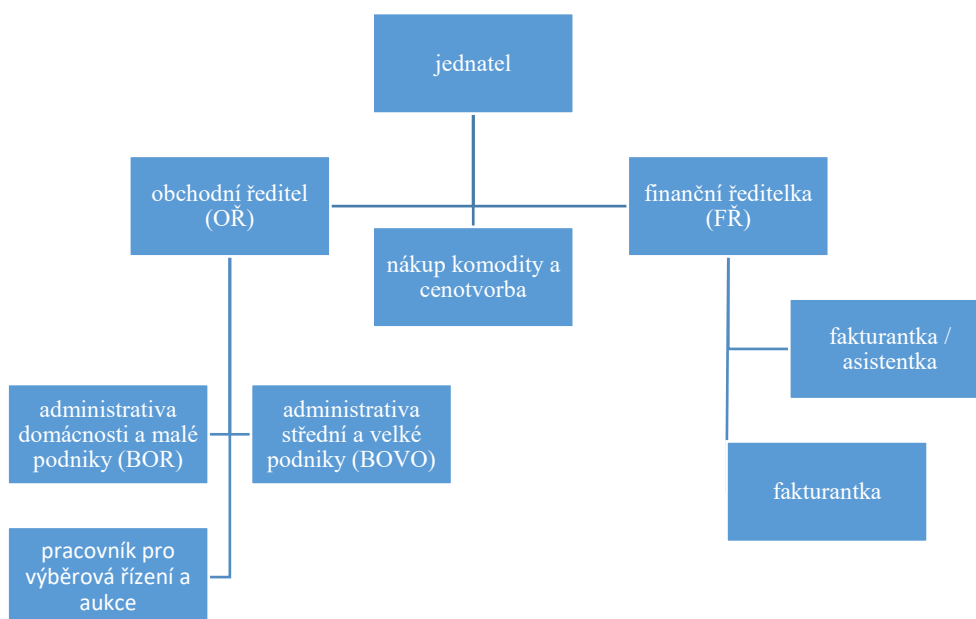 jednatel
obchodní ředitel
(OŘ)
finanční ředitelka
(FŘ)
nákup komodity a
cenotvorba
fakturantka /
asistentka
administrativa
domácnosti a malé
podniky (BOR)
administrativa
střední a velké
podniky (BOVO)
fakturantka
pracovník pro
výběrová řízení a
aukce